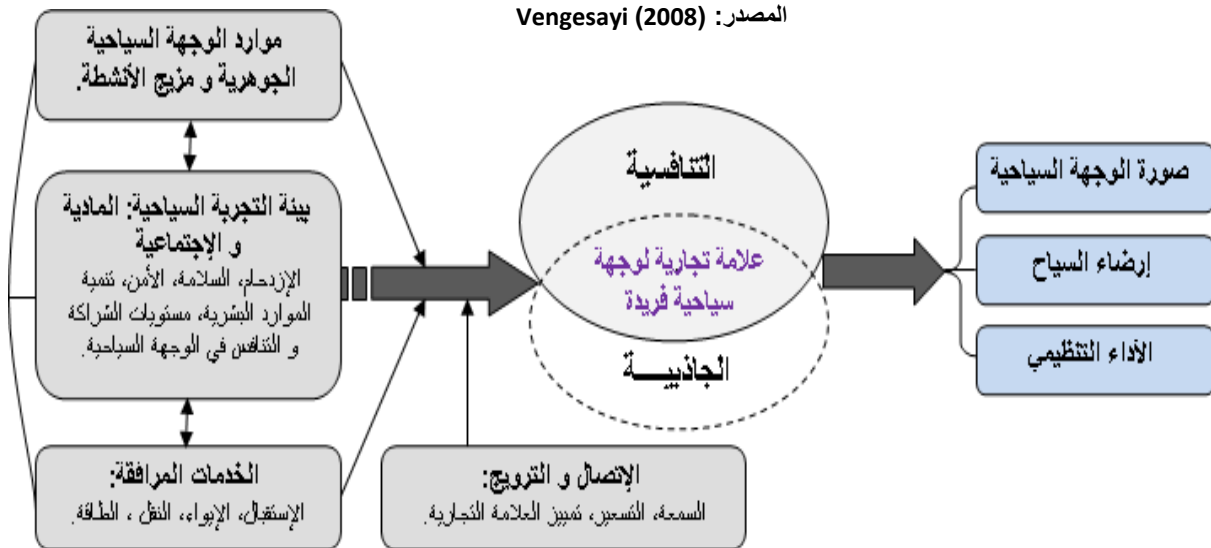 المصدر: Vengesayi (2008)
موارد الوجهة السياحية
الجوهرية و مزيج الأنشطة.
بيئة التجربة السياحية: المادية
و الإجتماعية
الإزدحام، السلامة، الأمن، تنمية
الموارد البشرية، مستويات الشراكة
و التنافس في الوجهة السياحية.
الخدمات المرافقة:
الإستقبال، الإيواء، النقل ، الطاقة.
الإتصال و الترويج:
السمعة، التسعير، تمييز العلامة التجارية.
التنافسية
علامة تجارية لوجهة
سياحية فريدة
الجاذبيـــــة
صورة الوجهة السياحية
إرضاء السياح
الأداء التنظيمي